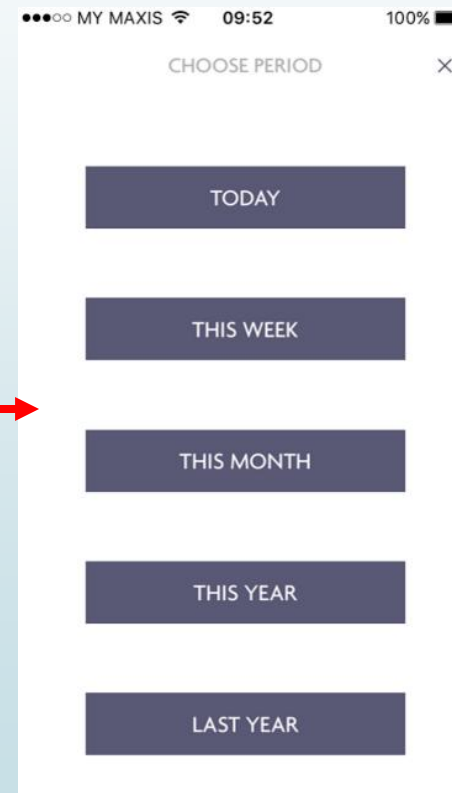 ●●●○○ MY MAXIS 09:52 100%
CHOOSE PERIOD ×
TODAY
THIS WEEK
THIS MONTH
THIS YEAR
LAST YEAR